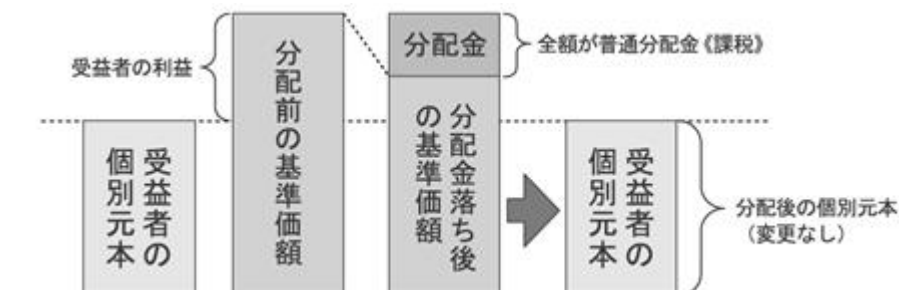 受益者の利益
受益者の
個別元本
分配前の基準価額
分配金
分配金落ち後
の基準価額
全額が普通分配金《課税》
受益者の
個別元本
分配後の個別元本
(変更なし)